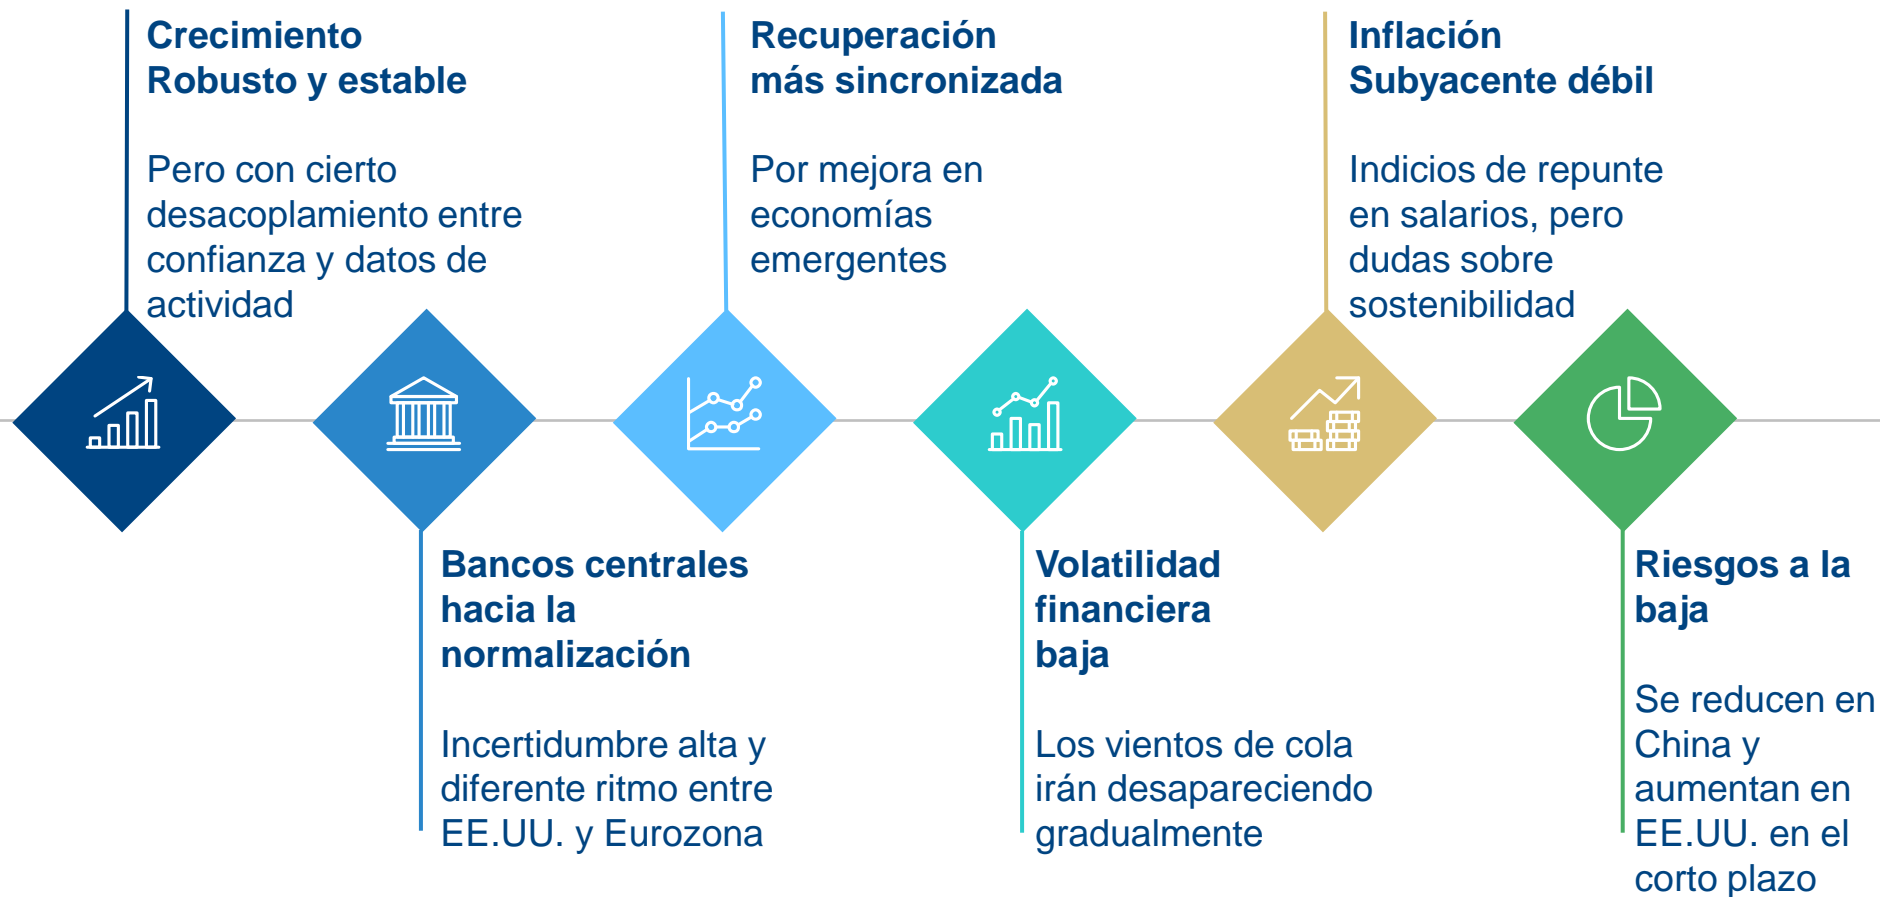 Crecimiento
Robusto y estable
Pero con cierto
desacoplamiento entre
confianza y datos de
actividad
Bancos centrales
hacia la
normalización
Incertidumbre alta y
diferente ritmo entre
EE.UU. y Eurozona
Recuperación
más sincronizada
Por mejora en
economías
emergentes
Volatilidad
financiera
baja
Los vientos de cola
irán desapareciendo
gradualmente
Inflación
Subyacente débil
Indicios de repunte
en salarios, pero
dudas sobre
sostenibilidad
Riesgos a la
baja
Se reducen en
China y
aumentan en
EE.UU. en el
corto plazo